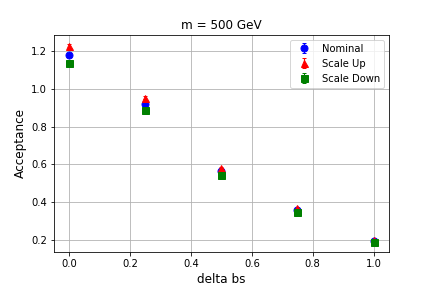 m = 500 GeV
Nominal
Scale Up
Scale Down
Acceptance
1.2
1.0
0.8
0.6
0.4
0.2
0.0 0.2 0.4 0.6 0.8 1.0
delta bs